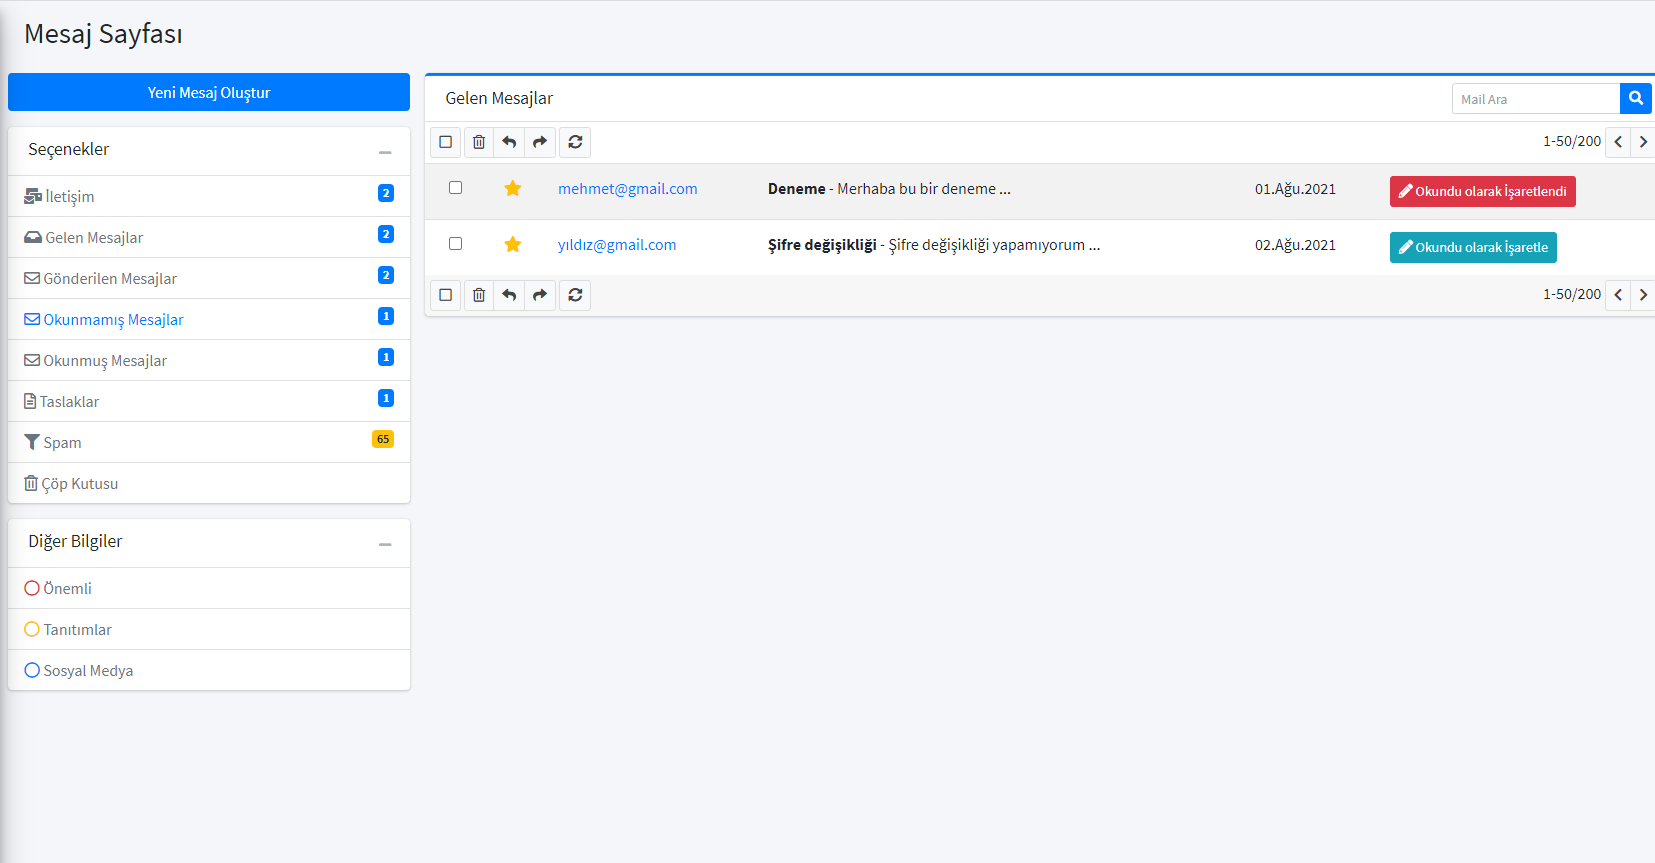 Mesaj Sayfası
Yeni Mesaj Oluştur
Seçenekler
İletişim 2
Gelen Mesajlar 2
Gönderilen Mesajlar 2
Okunmamış Mesajlar 1
Okunmuş Mesajlar 1
Taslaklar 1
Spam 65
Çöp Kutusu
Diğer Bilgiler
Önemli
Tanıtımlar
Sosyal Medya
Gelen Mesajlar
Mail Ara
1-50/200
mehmet@gmail.com Deneme - Merhaba bu bir deneme ... 01.Ağu.2021 Okundu olarak İşaretlendi
yıldız@gmail.com Şifre değişikliği - Şifre değişikliği yapamıyorum ... 02.Ağu.2021 Okundu olarak İşaretle
1-50/200